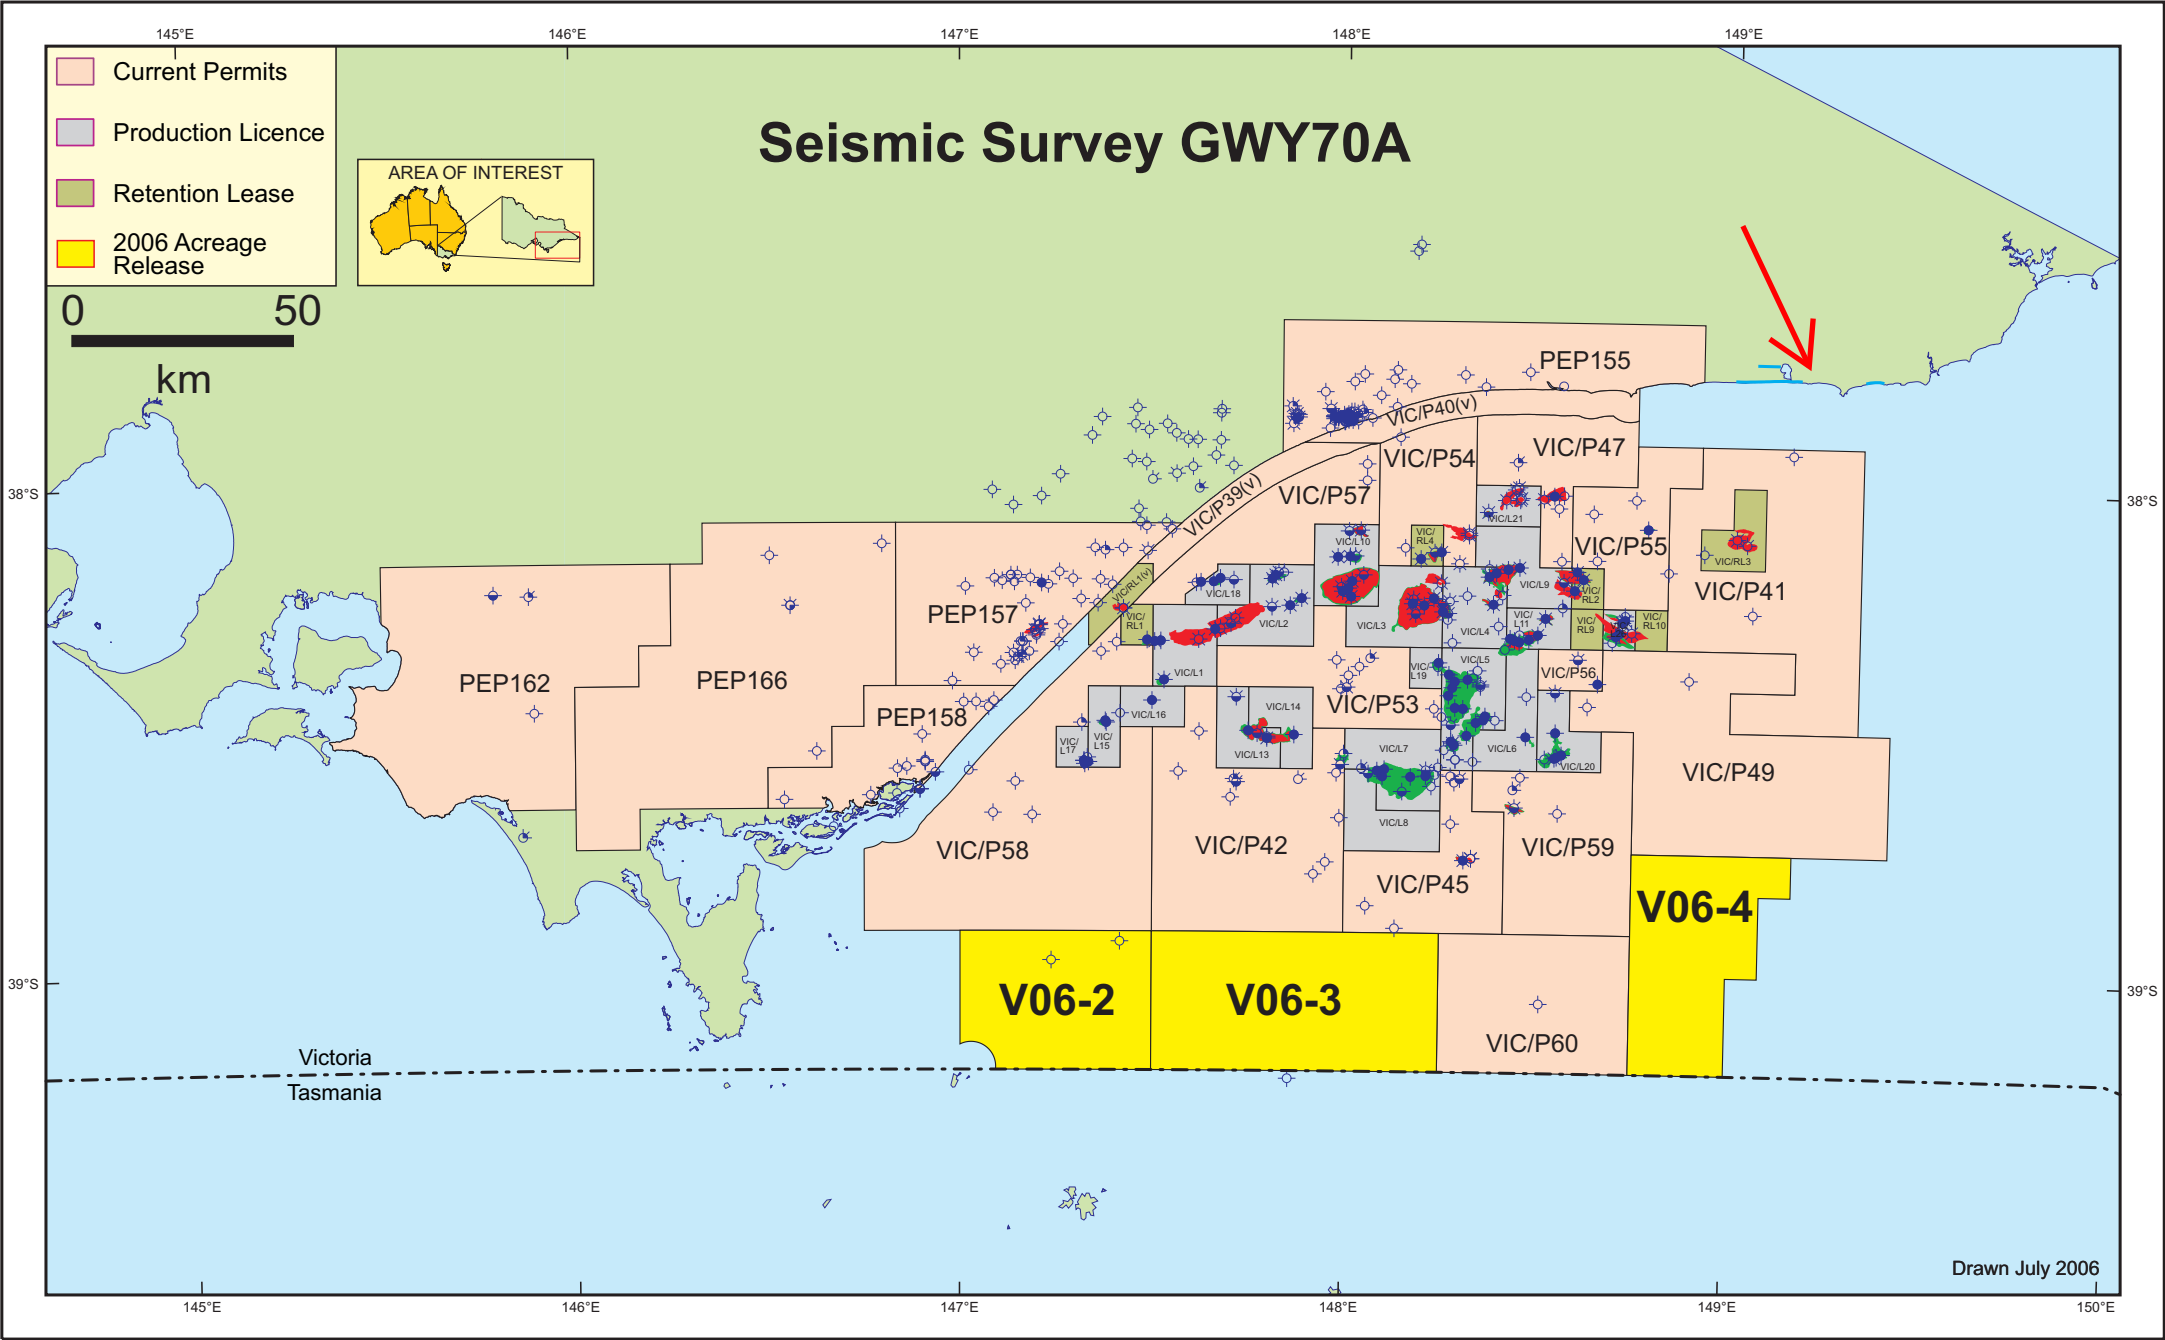 145°E
146°E
147°E
148°E
149°E
Current Permits
Production Licence
Retention Lease
2006 Acreage
Release
AREA OF INTEREST
Seismic Survey GWY70A
0 50
km
38°S
38°S
39°S
39°S
PEP155
VIC/P40(v)
VIC/P39(v)
VIC/P54
VIC/P47
VIC/P57
VIC/L21
VIC/P55
VIC/L10
VIC/
RL4
VIC/RL3
VIC/P41
VIC/RL1(v)
VIC/L18
VIC/L9
VIC/
RL2
PEP157
VIC/
RL1
VIC/L2
VIC/L3
VIC/L4
VIC/
L11
VIC/
RL9
VIC/
RL10
PEP162
PEP166
VIC/L1
VIC/
L19
VIC/L5
VIC/P56
PEP158
VIC/L16
VIC/L14
VIC/P53
VIC/
L17
VIC/
L15
VIC/L13
VIC/L7
VIC/L6
VIC/L20
VIC/P49
VIC/L8
VIC/P58
VIC/P42
VIC/P59
VIC/P45
V06-4
V06-2
V06-3
VIC/P60
Victoria
Tasmania
Drawn July 2006
145°E
146°E
147°E
148°E
149°E
150°E